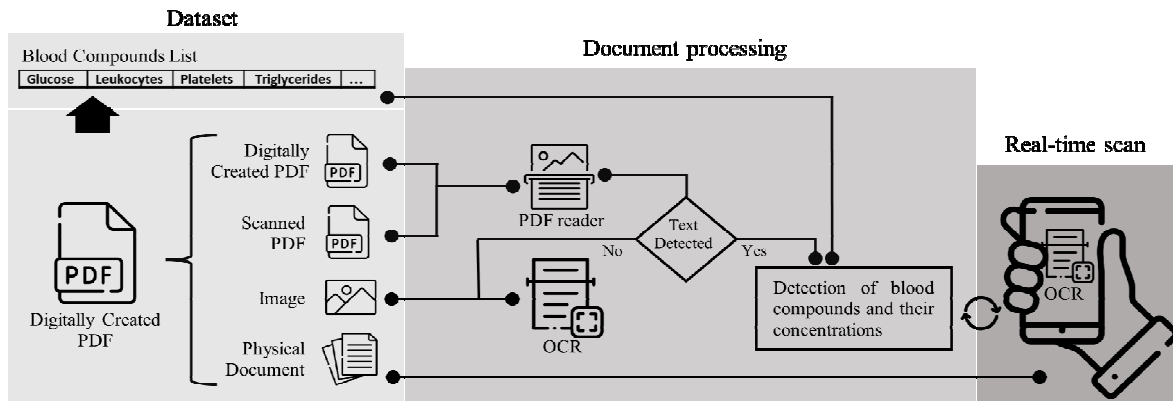 Dataset
Blood Compounds List
Glucose Leukocytes Platelets Triglycerides ...
Digitally Created PDF
PDF
Digitally
Created PDF
PDF
Scanned
PDF
PDF
Image
Physical
Document
Document processing
PDF reader
Text
Detected
No
Yes
OCR
Detection of blood
compounds and their
concentrations
Real-time scan
OCR